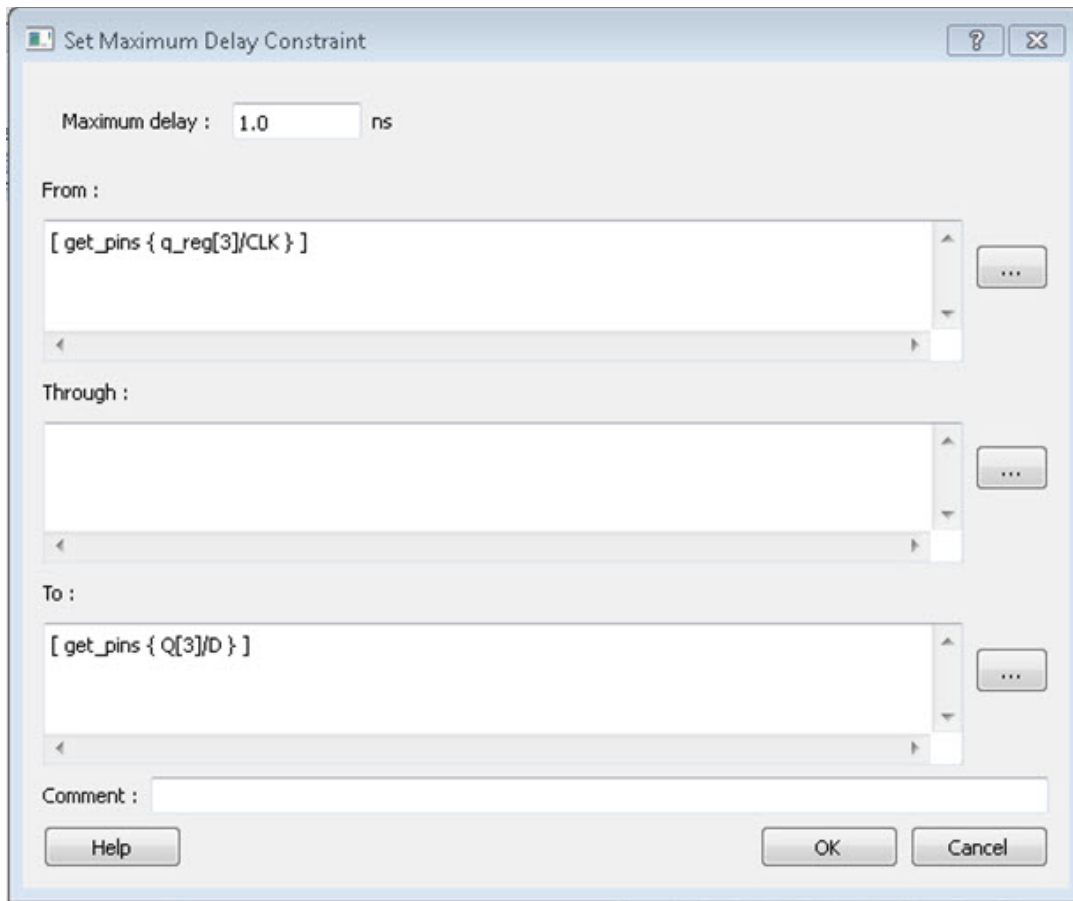 Set Maximum Delay Constraint
Maximum delay : 1.0 ns
From :
[ get_pins { q_reg[3]/CLK } ]
...
Through :
...
To :
[ get_pins { Q[3]/D } ]
...
Comment :
Help OK Cancel